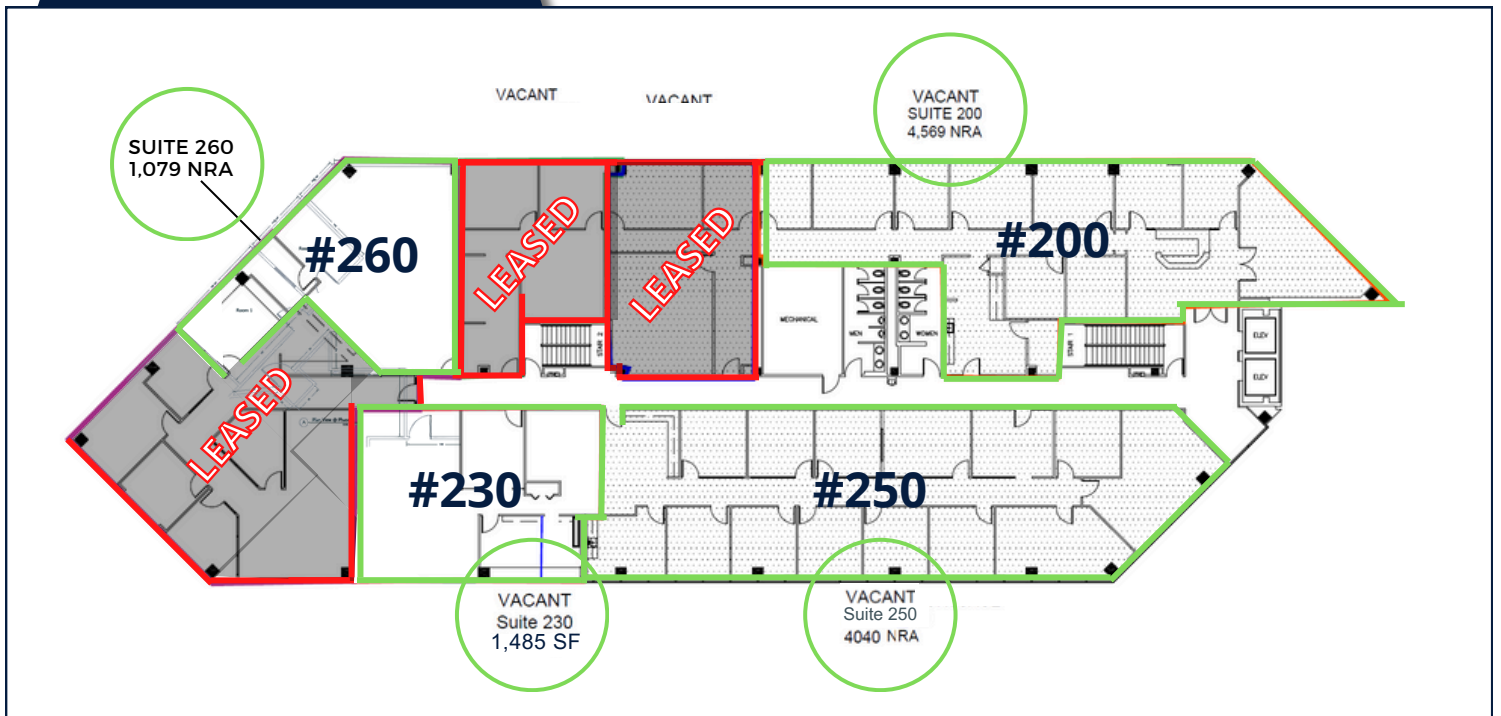 VACANT
VACANT
VACANT
SUITE 200
4,569 NRA
SUITE 260
1,079 NRA
#260
LEASED
LEASED
#200
Room 1
MECHANICAL
MEN
WOMEN
STAIR 2
STAIR 1
ELEV
ELEV
LEASED
#230
#250
VACANT
Suite 230
1,485 SF
VACANT
Suite 250
4040 NRA